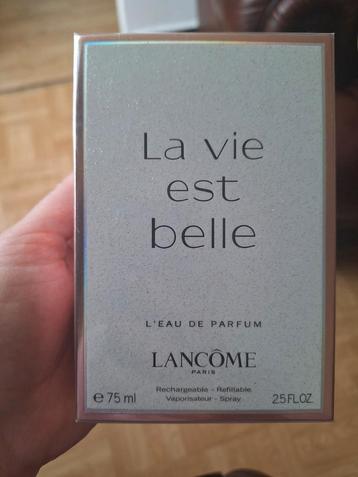 La vie
est
belle
L'EAU DE PARFUM
LANCÔME
PARIS
Rechargeable - Refillable
Vaporisateur - Spray
e 75 ml 2.5 FL.OZ